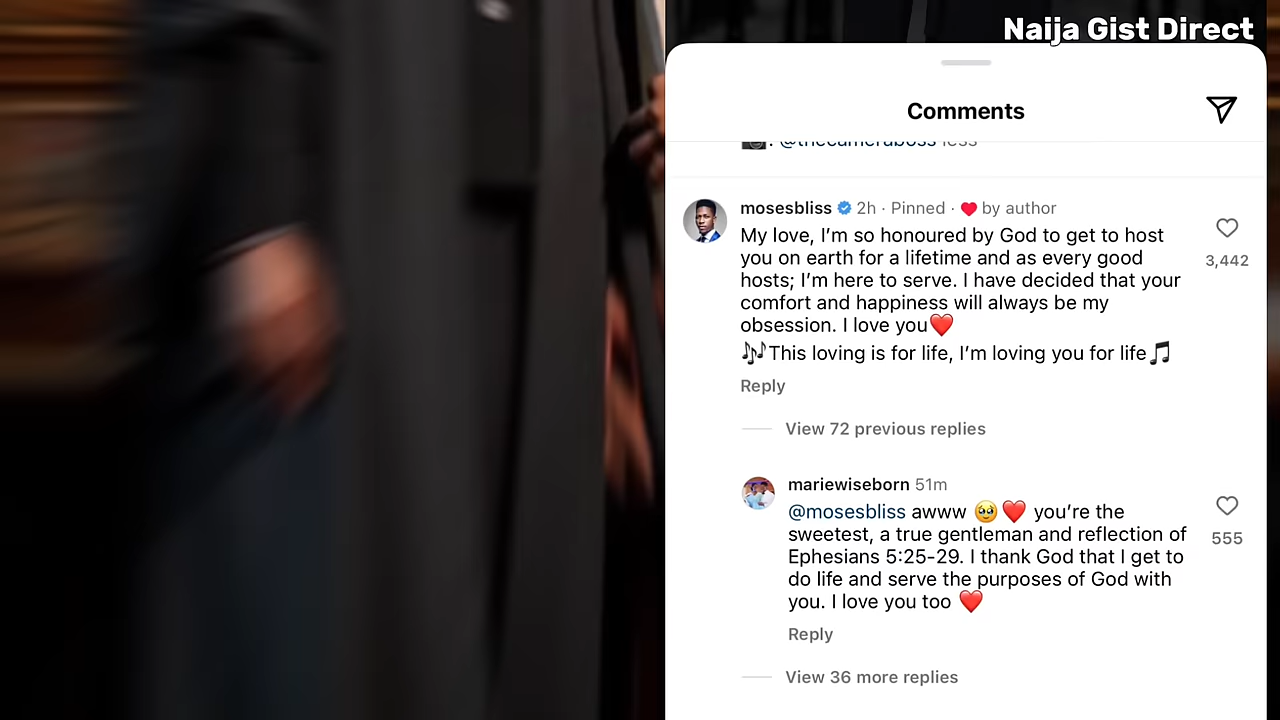 Naija Gist Direct
Comments
@thecameraboss less
mosesbliss 2h · Pinned · ❤️ by author
My love, I’m so honoured by God to get to host
you on earth for a lifetime and as every good
hosts; I’m here to serve. I have decided that your
comfort and happiness will always be my
obsession. I love you❤️
🎶This loving is for life, I’m loving you for life🎵
3,442
Reply
View 72 previous replies
mariewiseborn 51m
@mosesbliss awww 🥹❤️ you’re the
sweetest, a true gentleman and reflection of
Ephesians 5:25-29. I thank God that I get to
do life and serve the purposes of God with
you. I love you too ❤️
555
Reply
View 36 more replies